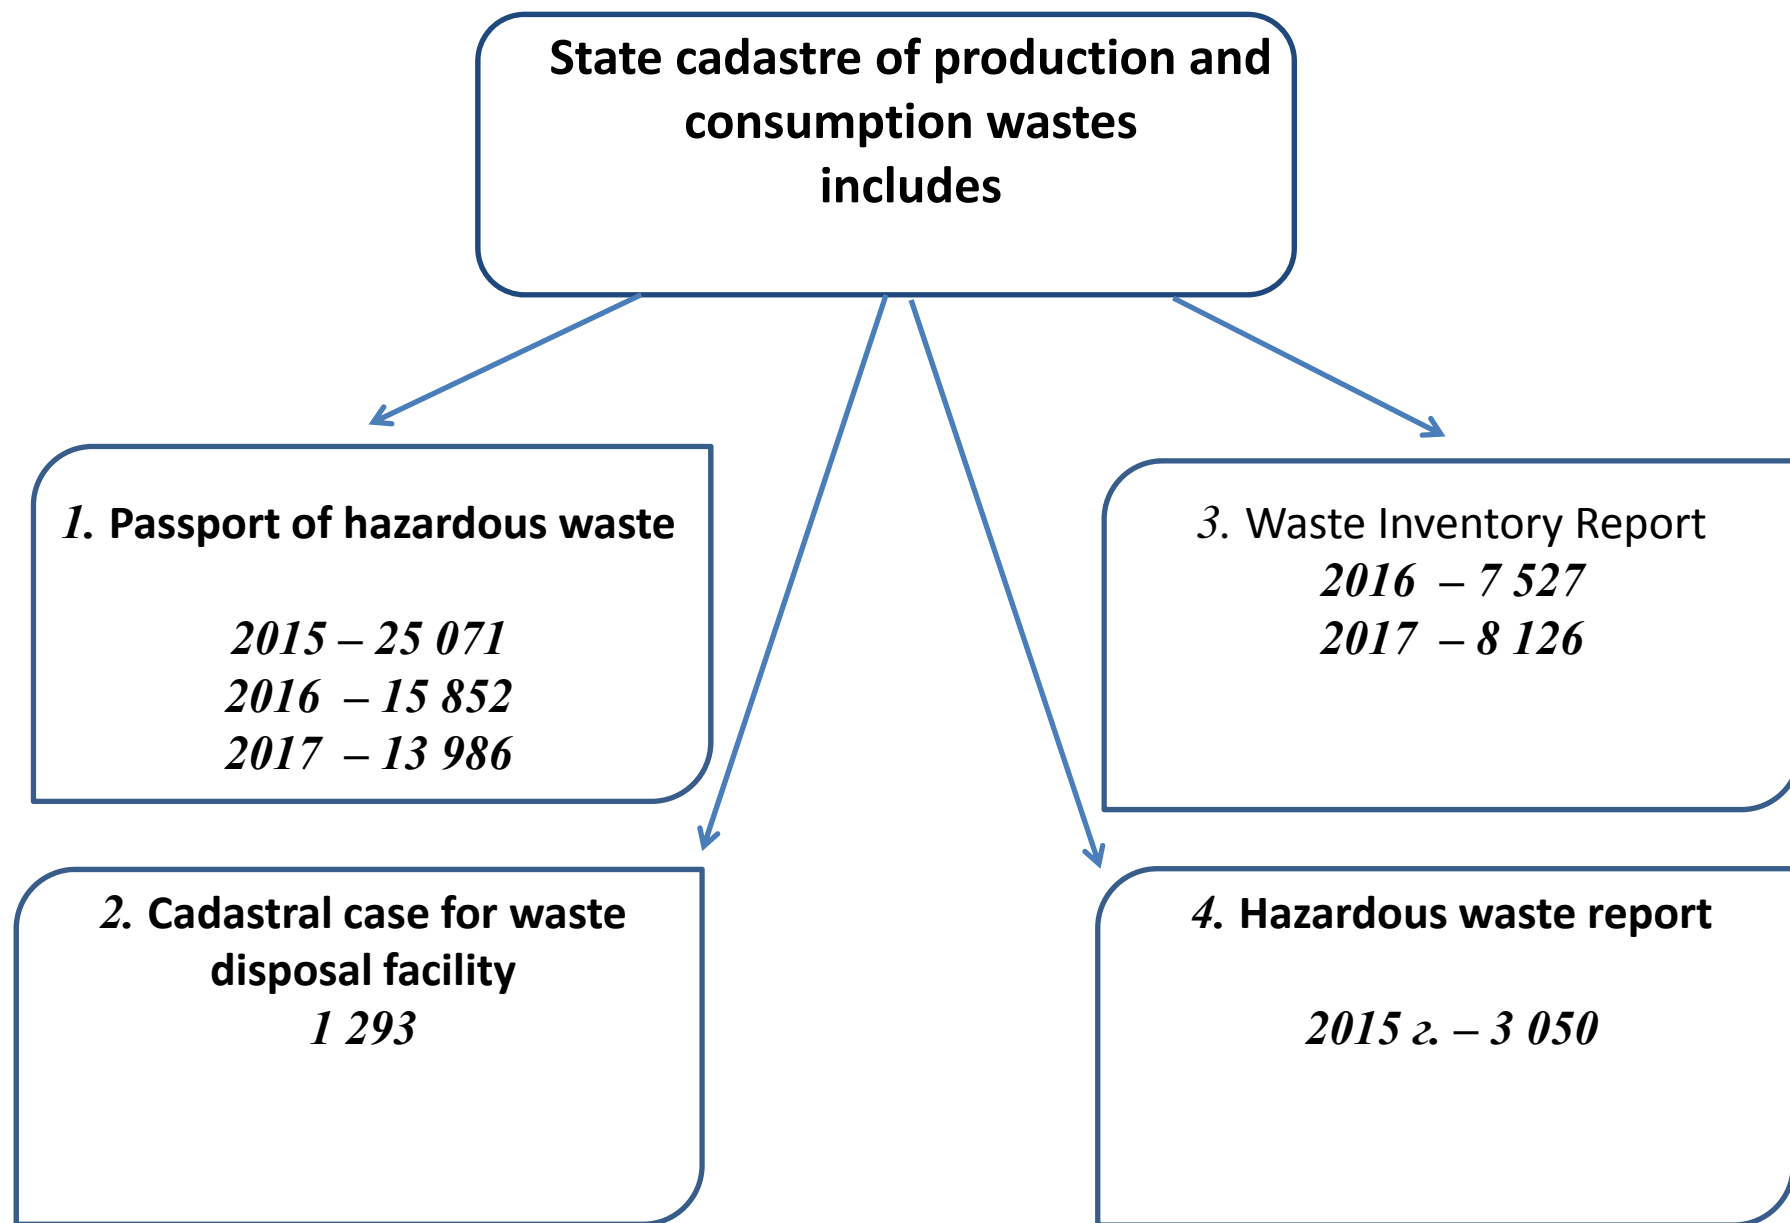 State cadastre of production and
consumption wastes
includes
1. Passport of hazardous waste
2015 – 25 071
2016 – 15 852
2017 – 13 986
2. Cadastral case for waste
disposal facility
1 293
3. Waste Inventory Report
2016 – 7 527
2017 – 8 126
4. Hazardous waste report
2015 г. – 3 050